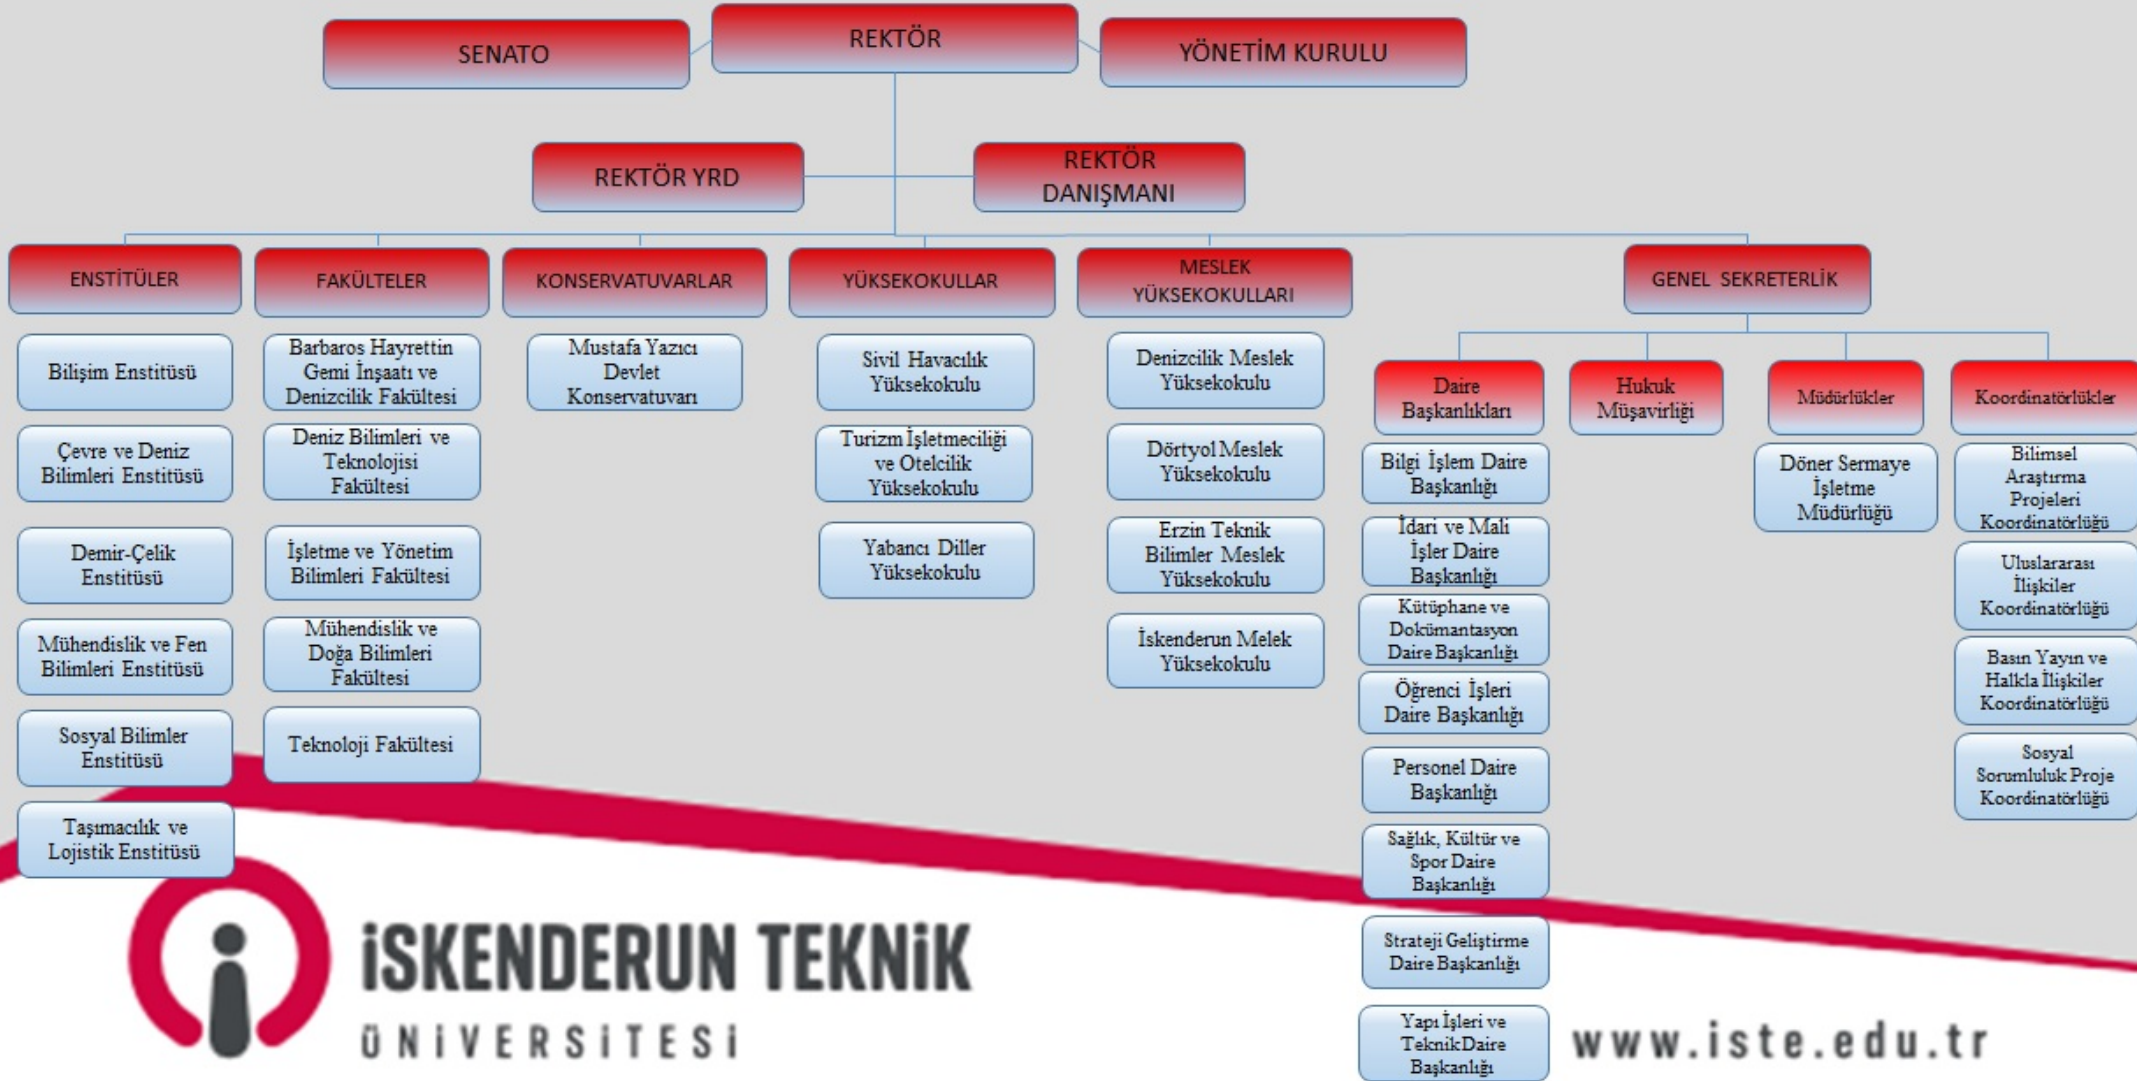 SENATO
REKTÖR
YÖNETİM KURULU
REKTÖR YRD
REKTÖR
DANIŞMANI
ENSTİTÜLER
Bilişim Enstitüsü
Çevre ve Deniz
Bilimleri Enstitüsü
Demir-Çelik
Enstitüsü
Mühendislik ve Fen
Bilimleri Enstitüsü
Sosyal Bilimler
Enstitüsü
Taşımacılık ve
Lojistik Enstitüsü
FAKÜLTELER
Barbaros Hayrettin
Gemi İnşaatı ve
Denizcilik Fakültesi
Deniz Bilimleri ve
Teknolojisi
Fakültesi
İşletme ve Yönetim
Bilimleri Fakültesi
Mühendislik ve
Doğa Bilimleri
Fakültesi
Teknoloji Fakültesi
KONSERVATUVARLAR
Mustafa Yazıcı
Devlet
Konservatuvarı
YÜKSEKOKULLAR
Sivil Havacılık
Yüksekokulu
Turizm İşletmeciliği
ve Otelcilik
Yüksekokulu
Yabancı Diller
Yüksekokulu
MESLEK
YÜKSEKOKULLARI
Denizcilik Meslek
Yüksekokulu
Dörtyol Meslek
Yüksekokulu
Erzin Teknik
Bilimler Meslek
Yüksekokulu
İskenderun Melek
Yüksekokulu
GENEL SEKRETERLİK
Daire
Başkanlıkları
Bilgi İşlem Daire
Başkanlığı
İdari ve Mali
İşler Daire
Başkanlığı
Kütüphane ve
Dokümantasyon
Daire Başkanlığı
Öğrenci İşleri
Daire Başkanlığı
Personel Daire
Başkanlığı
Sağlık, Kültür ve
Spor Daire
Başkanlığı
Strateji Geliştirme
Daire Başkanlığı
Yapı İşleri ve
Teknik Daire
Başkanlığı
Hukuk
Müşavirliği
Müdürlükler
Döner Sermaye
İşletme
Müdürlüğü
Koordinatörlükler
Bilimsel
Araştırma
Projeleri
Koordinatörlüğü
Uluslararası
İlişkiler
Koordinatörlüğü
Basın Yayın ve
Halkla İlişkiler
Koordinatörlüğü
Sosyal
Sorumluluk Proje
Koordinatörlüğü
İSKENDERUN TEKNİK
ÜNİVERSİTESİ
www.iste.edu.tr